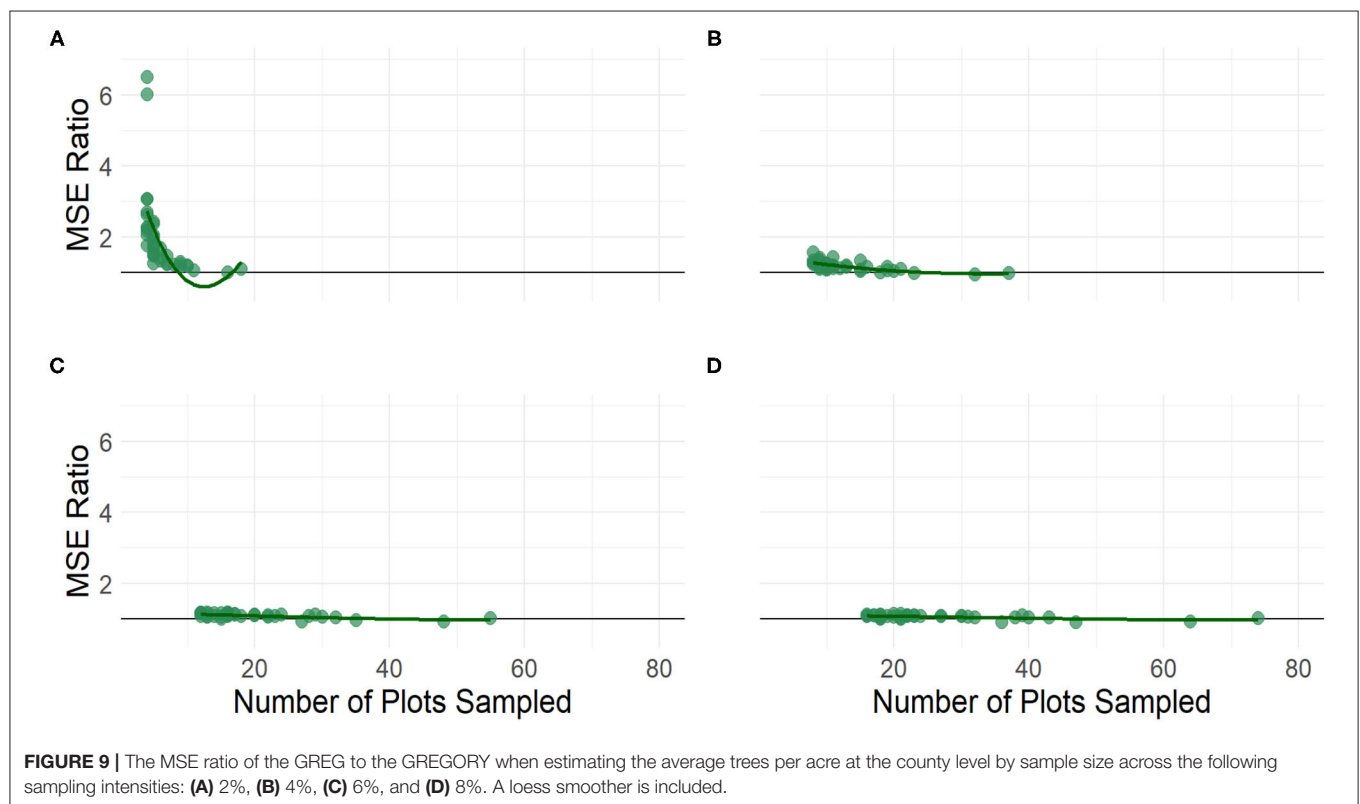 A
B
MSE Ratio
6
4
2
C
D
MSE Ratio
6
4
2
20 40 60 80
20 40 60 80
Number of Plots Sampled
Number of Plots Sampled
FIGURE 9 | The MSE ratio of the GREG to the GREGORY when estimating the average trees per acre at the county level by sample size across the following
sampling intensities: (A) 2%, (B) 4%, (C) 6%, and (D) 8%. A loess smoother is included.